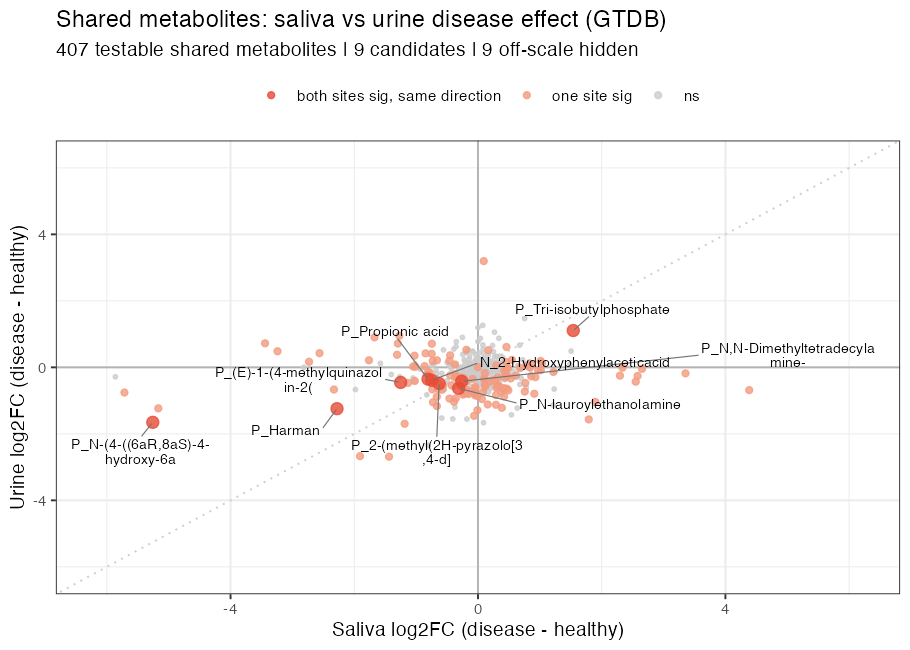 Shared metabolites: saliva vs urine disease effect (GTDB)
407 testable shared metabolites | 9 candidates | 9 off-scale hidden
both sites sig, same direction
one site sig
ns
Urine log2FC (disease - healthy)
4
0
-4
P_Tri-isobutylphosphate
P_Propionic acid
P_N,N-Dimethyltetradecyla
mine-
N_2-Hydroxyphenylaceticacid
P_(E)-1-(4-methylquinazol
in-2(
P_N-lauroylethanolamine
P_Harman
P_N-(4-((6aR,8aS)-4-
hydroxy-6a
P_2-(methyl(2H-pyrazolo[3
,4-d]
-4
0
4
Saliva log2FC (disease - healthy)